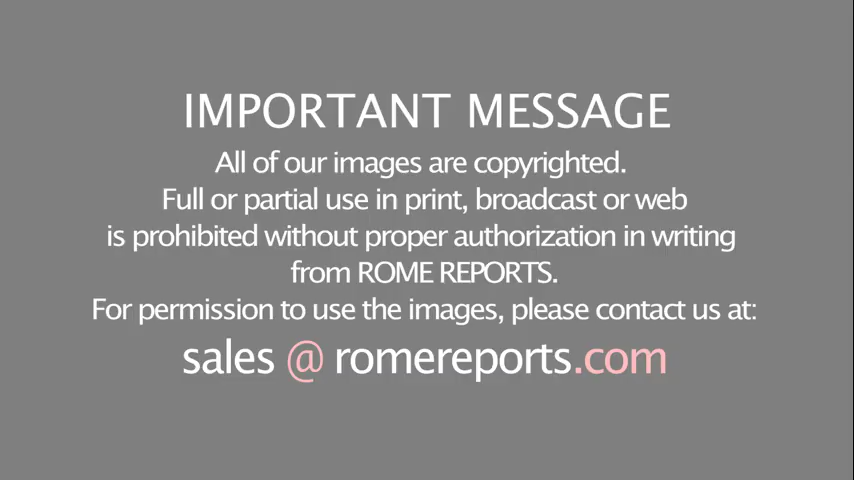 IMPORTANT MESSAGE
All of our images are copyrighted.
Full or partial use in print, broadcast or web
is prohibited without proper authorization in writing
from ROME REPORTS.
For permission to use the images, please contact us at:
sales @ romereports.com